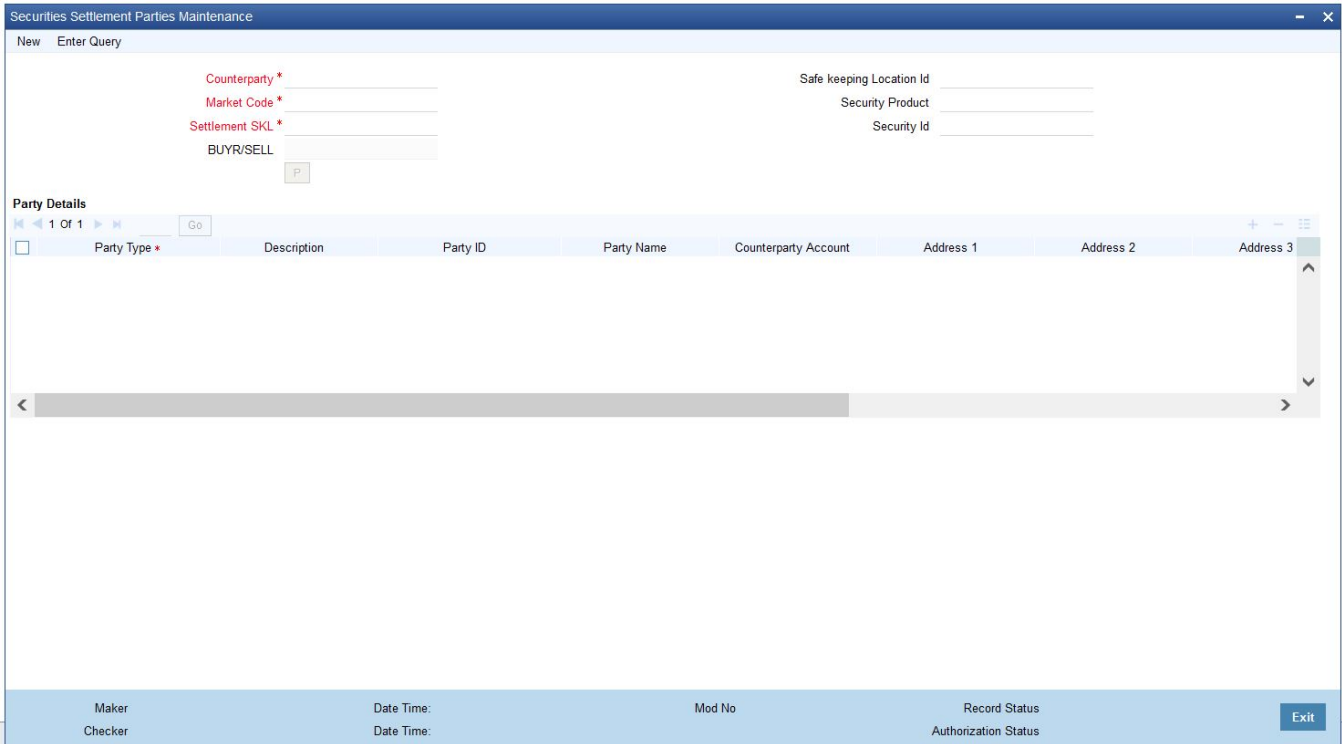 Securities Settlement Parties Maintenance
New Enter Query
Counterparty * Safe keeping Location Id
Market Code * Security Product
Settlement SKL * Security Id
BUYR/SELL
P
Party Details
1 Of 1 Go
Party Type * Description Party ID Party Name Counterparty Account Address 1 Address 2 Address 3
Maker Date Time: Mod No Record Status
Exit
Checker Date Time: Authorization Status